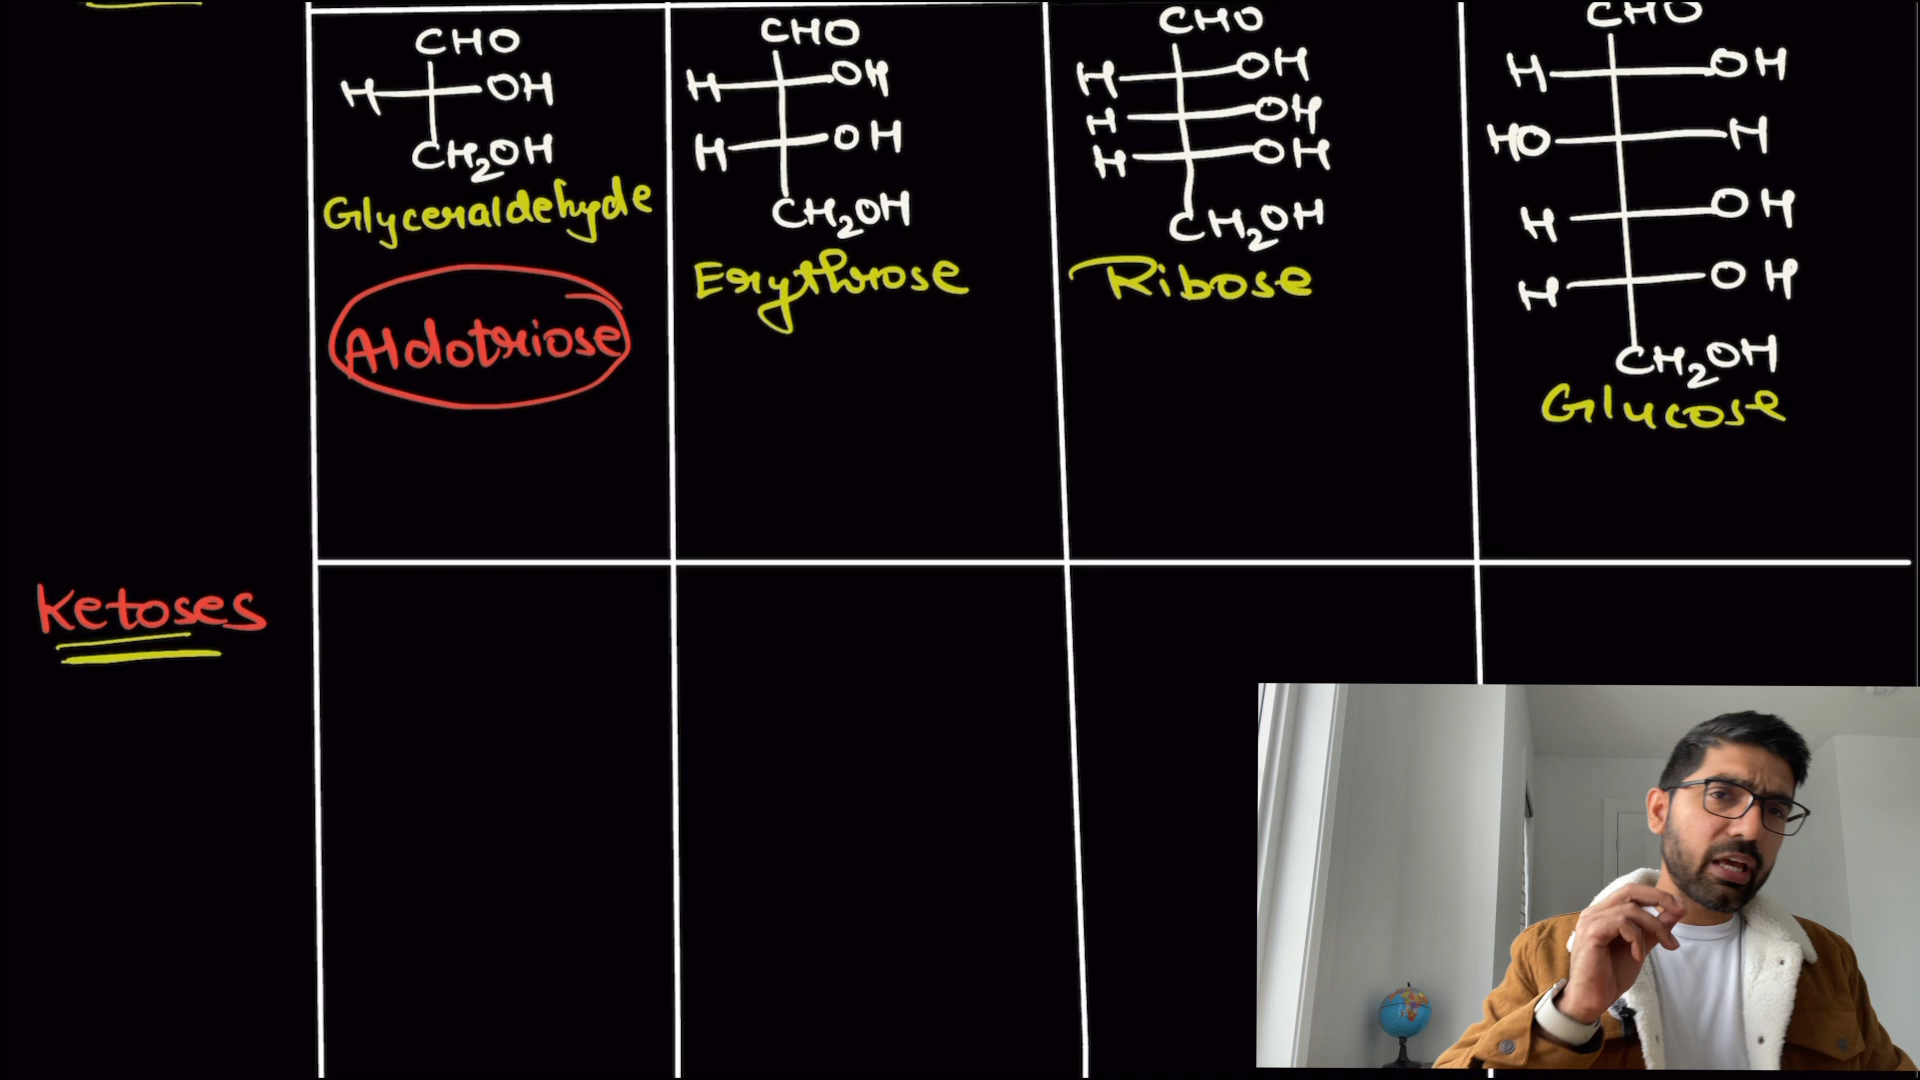 CHO
H OH
CH2OH
Glyceraldehyde
Aldotriose
CHO
H OH
H OH
CH2OH
Erythrose
CHO
H OH
H OH
H OH
CH2OH
Ribose
CHO
H OH
HO H
H OH
H OH
CH2OH
Glucose
Ketoses